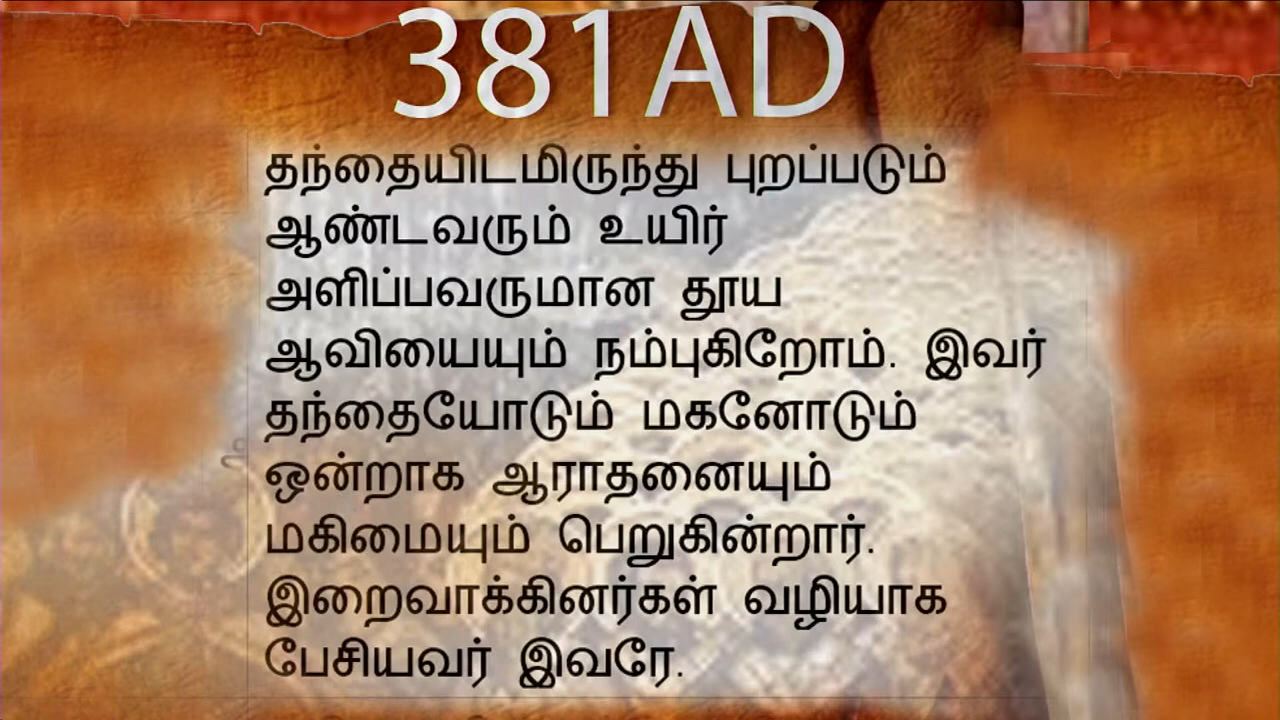 381AD
தந்தையிடமிருந்து புறப்படும்
ஆண்டவரும் உயிர்
அளிப்பவருமான தூய
ஆவியையும் நம்புகிறோம். இவர்
தந்தையோடும் மகனோடும்
ஒன்றாக ஆராதனையும்
மகிமையும் பெறுகின்றார்.
இறைவாக்கினர்கள் வழியாக
பேசியவர் இவரே.